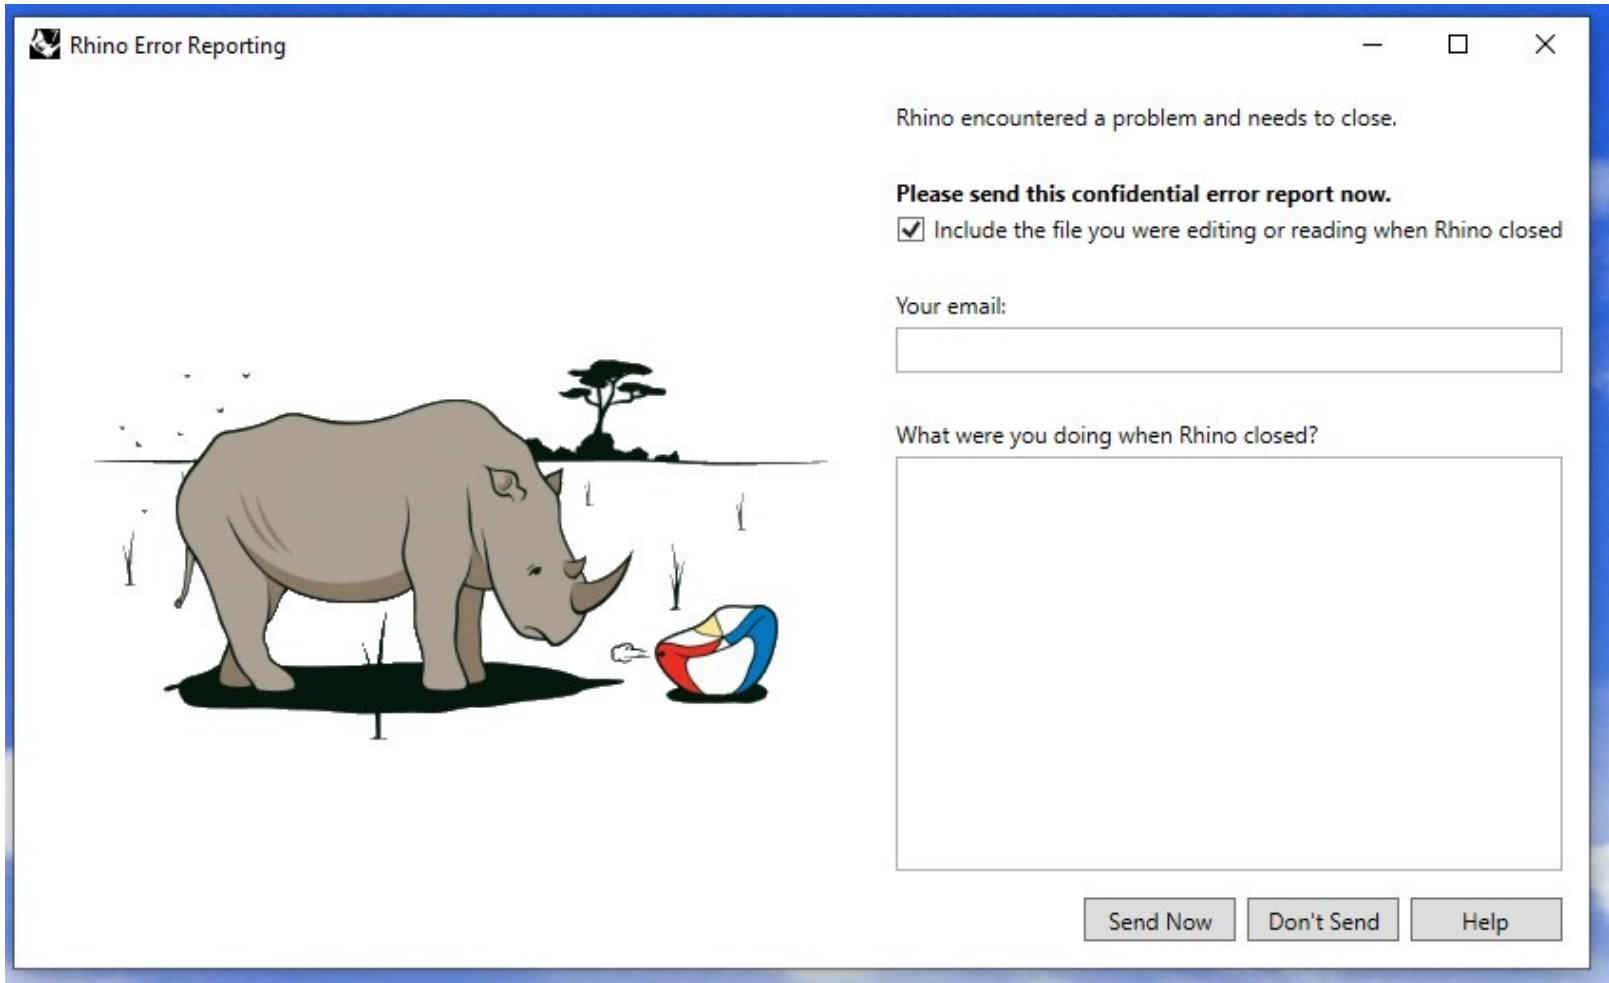 Rhino Error Reporting
Rhino encountered a problem and needs to close.
Please send this confidential error report now.
Include the file you were editing or reading when Rhino closed
Your email:
What were you doing when Rhino closed?
Send Now Don't Send Help